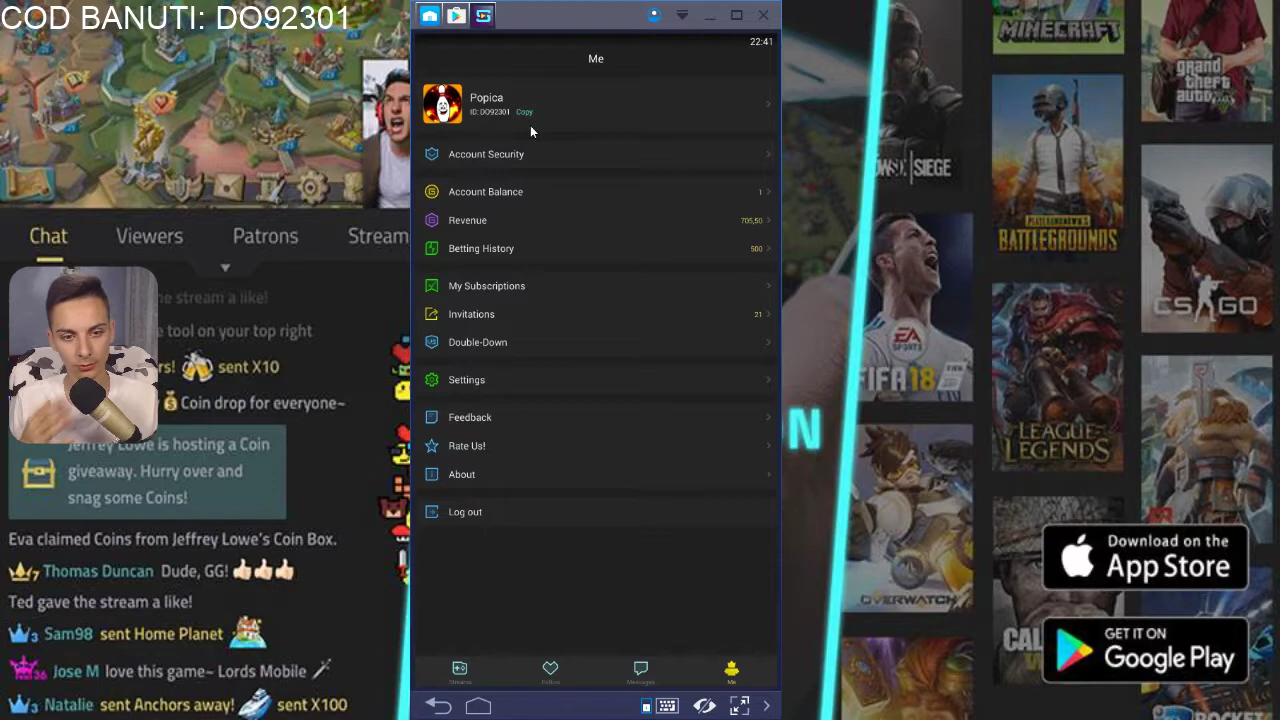 COD BANUTI: DO92301
22:41
Me
Popica
ID: DO92301 Copy
Account Security
Account Balance 1
Revenue 705,50
Betting History 500
My Subscriptions
Invitations 21
Double-Down
Settings
Feedback
Rate Us!
About
Log out
Streams Follow Messages Me
Chat Viewers Patrons Stream
the stream a like!
tool on your top right
sent X10
Coin drop for everyone~
Jeffrey Lowe is hosting a Coin
giveaway. Hurry over and
snag some Coins!
Eva claimed Coins from Jeffrey Lowe's Coin Box.
Thomas Duncan Dude, GG!
Ted gave the stream a like!
3 Sam98 sent Home Planet
Jose M love this game~ Lords Mobile
3 Natalie sent Anchors away! sent X100
N
MINECRAFT
grand
theft
auto
SIEGE
PLAYERUNKNOWN'S
BATTLEGROUNDS
EA
SPORTS
FIFA 18
FIFA
CS GO
LEAGUE
LEGENDS
OVERWATCH
Download on the
App Store
GET IT ON
Google Play